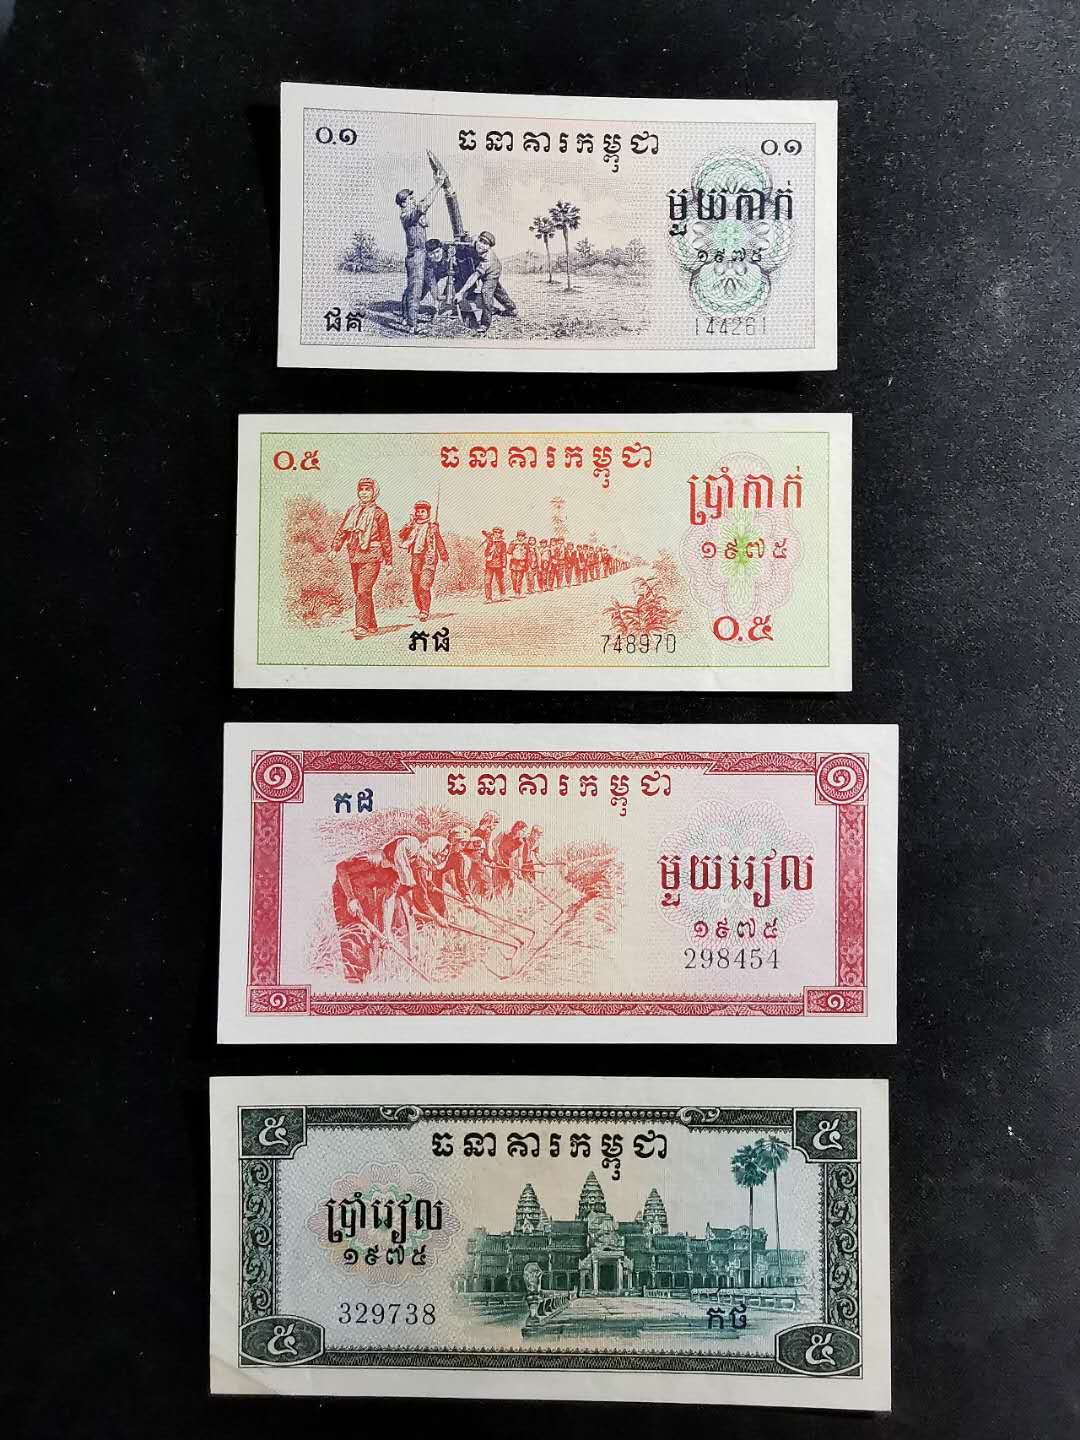 ធនាគារកម្ពុជា
០.១
០.១
មួយកាក់
១៩៧៥
ផគ
144261
ធនាគារកម្ពុជា
០.៥
ប្រាំកាក់
១៩៧៥
ភផ
748970
០.៥
១
ធនាគារកម្ពុជា
១
កដ
មួយរៀល
១៩៧៥
298454
១
១
៥
ធនាគារកម្ពុជា
៥
ប្រាំរៀល
១៩៧៥
329738
កថ
៥
៥